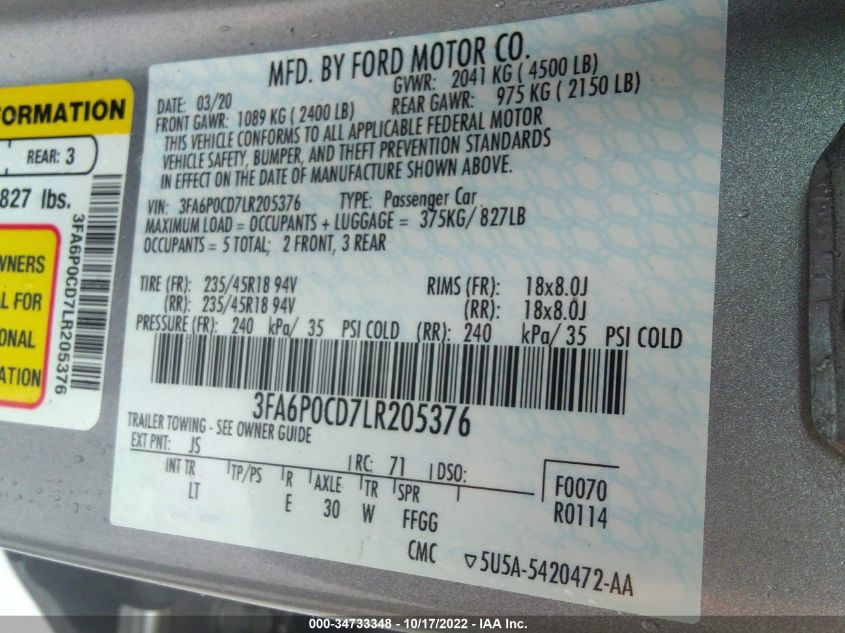 FORMATION
REAR: 3
827 lbs.
3FA6P0CD7LR205376
WNERS
AL FOR
ONAL
ATION
MFD. BY FORD MOTOR CO.
DATE: 03/20 GVWR: 2041 KG ( 4500 LB)
FRONT GAWR: 1089 KG ( 2400 LB) REAR GAWR: 975 KG ( 2150 LB)
THIS VEHICLE CONFORMS TO ALL APPLICABLE FEDERAL MOTOR
VEHICLE SAFETY, BUMPER, AND THEFT PREVENTION STANDARDS
IN EFFECT ON THE DATE OF MANUFACTURE SHOWN ABOVE.
VIN: 3FA6P0CD7LR205376 TYPE: Passenger Car
MAXIMUM LOAD = OCCUPANTS + LUGGAGE = 375KG/ 827LB
OCCUPANTS = 5 TOTAL; 2 FRONT, 3 REAR
TIRE (FR): 235/45R18 94V RIMS (FR): 18x8.0J
(RR): 235/45R18 94V (RR): 18x8.0J
PRESSURE (FR): 240 kPa/ 35 PSI COLD (RR): 240 kPa/ 35 PSI COLD
3FA6P0CD7LR205376
TRAILER TOWING - SEE OWNER GUIDE
EXT PNT: JS RC: 71 DSO:
INT TR TP/PS R AXLE TR SPR F0070
LT E 30 W FFGG R0114
CMC ▽5U5A-5420472-AA
000-34733348 - 10/17/2022 - IAA Inc.